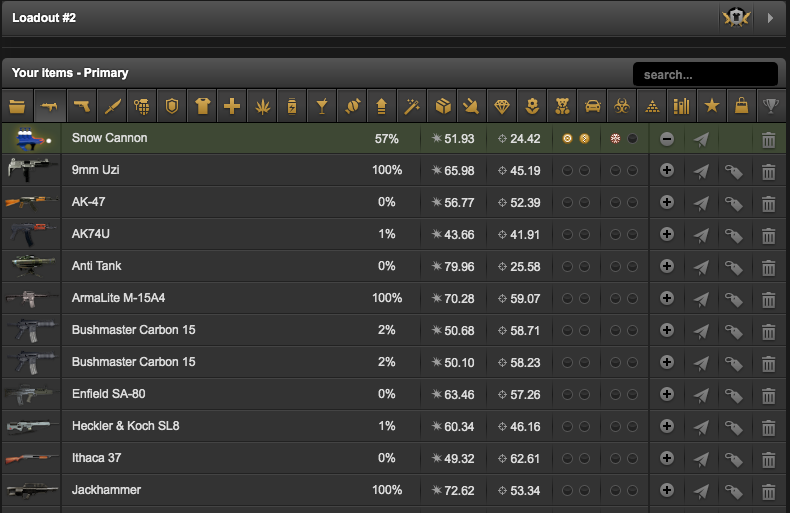 Loadout #2
Your Items - Primary search...
Snow Cannon 57% 51.93 24.42
9mm Uzi 100% 65.98 45.19
AK-47 0% 56.77 52.39
AK74U 1% 43.66 41.91
Anti Tank 0% 79.96 25.58
ArmaLite M-15A4 100% 70.28 59.07
Bushmaster Carbon 15 2% 50.68 58.71
Bushmaster Carbon 15 2% 50.10 58.23
Enfield SA-80 0% 63.46 57.26
Heckler & Koch SL8 1% 60.34 46.16
Ithaca 37 0% 49.32 62.61
Jackhammer 100% 72.62 53.34